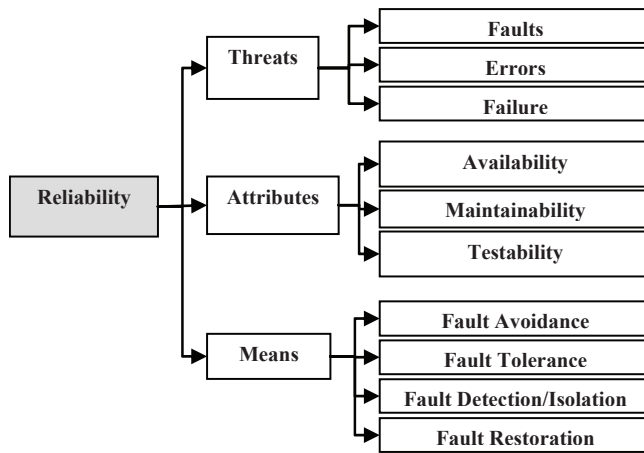 Reliability
Threats
Faults
Errors
Failure
Attributes
Availability
Maintainability
Testability
Means
Fault Avoidance
Fault Tolerance
Fault Detection/Isolation
Fault Restoration